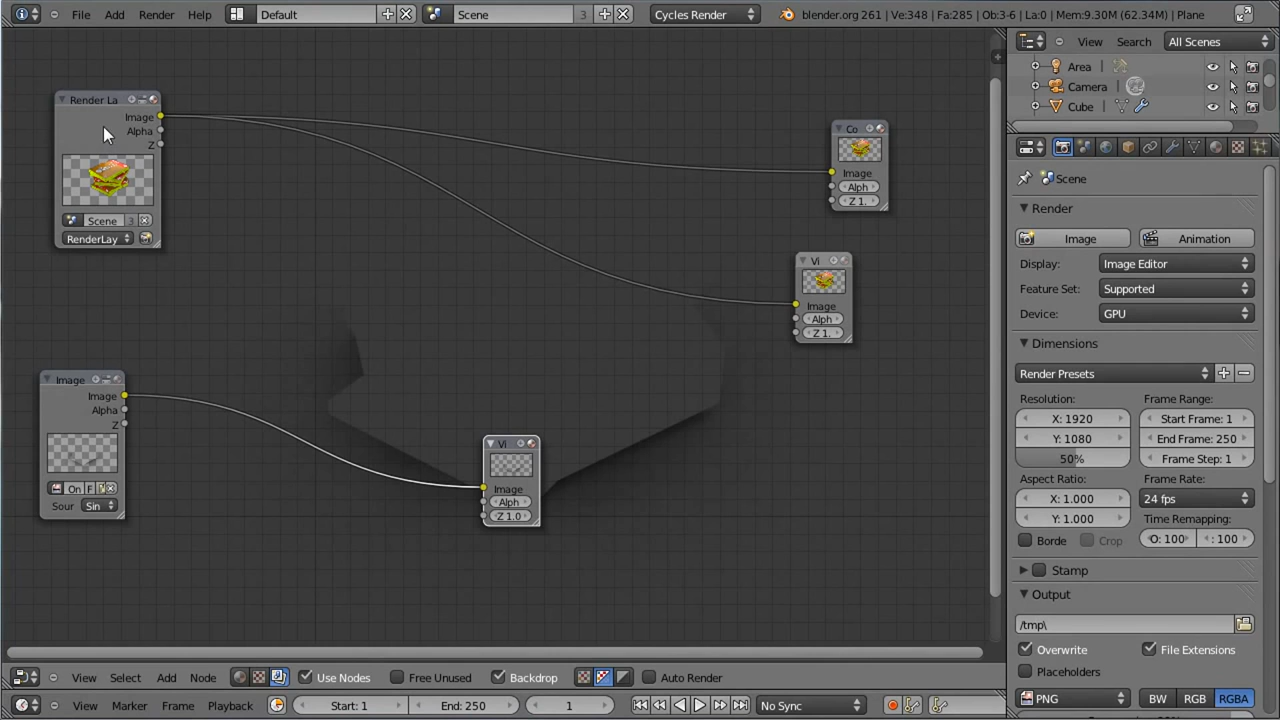 File Add Render Help Default Scene 3 Cycles Render blender.org 261 | Ve:348 | Fa:285 | Ob:3-6 | La:0 | Mem:9.30M (62.34M) | Plane
View Search All Scenes
Area
Camera
Cube
Scene
Render
Image Animation
Display: Image Editor
Feature Set: Supported
Device: GPU
Dimensions
Render Presets
Resolution: Frame Range:
X: 1920 Start Frame: 1
Y: 1080 End Frame: 250
50% Frame Step: 1
Aspect Ratio: Frame Rate:
X: 1.000 24 fps
Y: 1.000 Time Remapping:
Borde Crop O: 100 : 100
Stamp
Output
/tmp\
Overwrite File Extensions
Placeholders
PNG BW RGB RGBA
Render La
Image
Alpha
Z
Scene 3
RenderLay
Co
Image
Alph
Z 1.
Vi
Image
Alph
Z 1.
Image
Image
Alpha
Z
On F
Sour Sin
Vi
Image
Alph
Z 1.0
View Select Add Node Use Nodes Free Unused Backdrop Auto Render
View Marker Frame Playback Start: 1 End: 250 1 No Sync